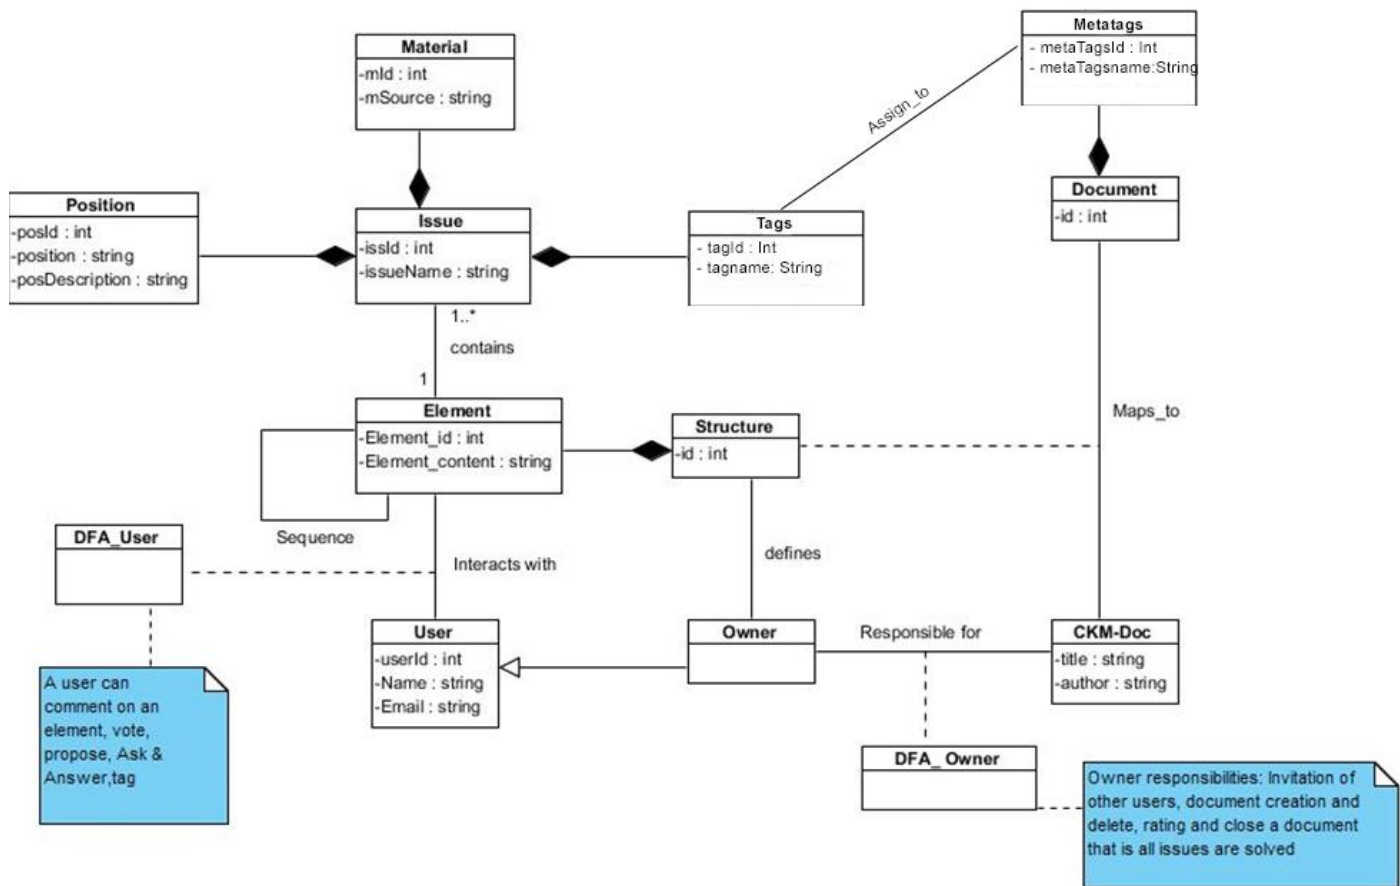 Metatags
- metaTagsId : Int
- metaTagsname:String
Material
-mId : int
-mSource : string
Assign_to
Document
-id : int
Position
-posId : int
-position : string
-posDescription : string
Issue
-issId : int
-issueName : string
Tags
- tagId : Int
- tagname: String
1..*
contains
1
Element
-Element_id : int
-Element_content : string
Structure
-id : int
Maps_to
Sequence
DFA_User
Interacts with
defines
User
-userId : int
-Name : string
-Email : string
Owner
Responsible for
CKM-Doc
-title : string
-author : string
A user can
comment on an
element, vote,
propose, Ask &
Answer,tag
DFA_ Owner
Owner responsibilities: Invitation of
other users, document creation and
delete, rating and close a document
that is all issues are solved